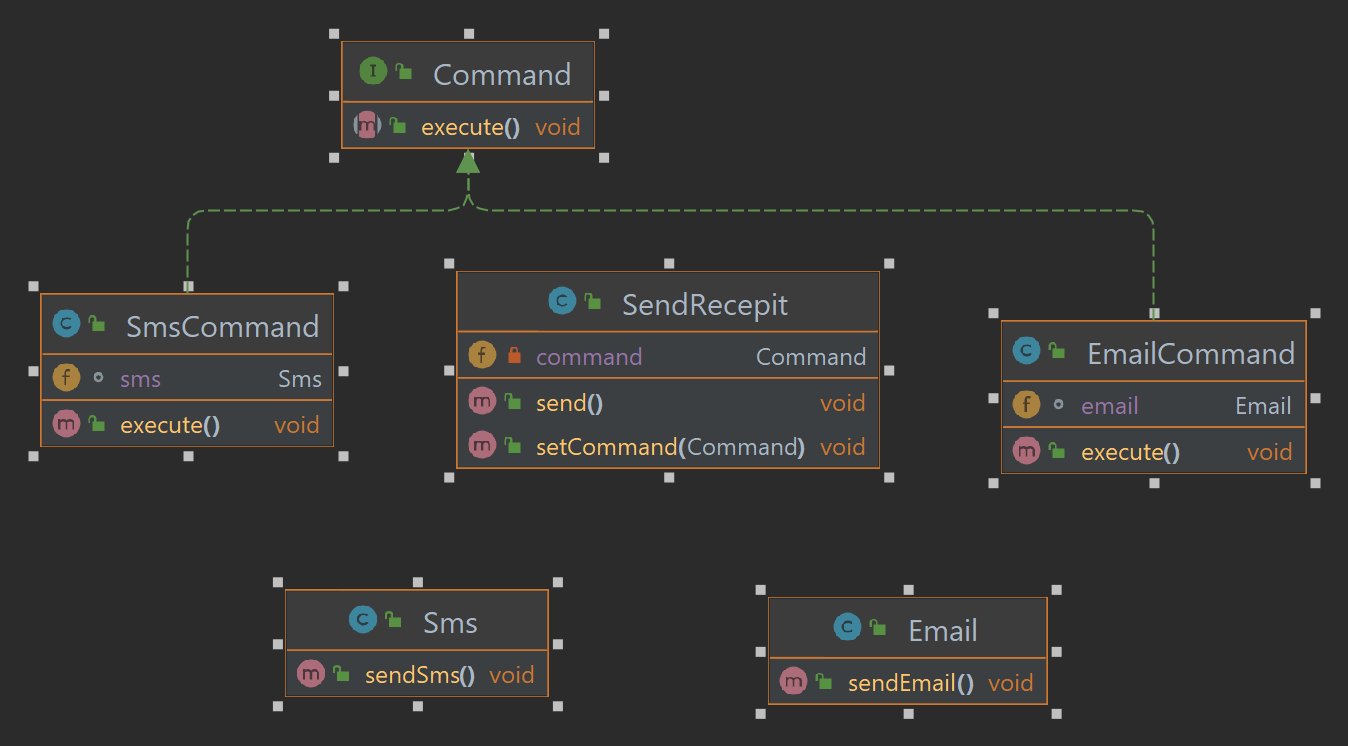 I Command
m execute() void
C SmsCommand
f sms Sms
m execute() void
C SendRecepit
f command Command
m send() void
m setCommand(Command) void
C EmailCommand
f email Email
m execute() void
C Sms
m sendSms() void
C Email
m sendEmail() void